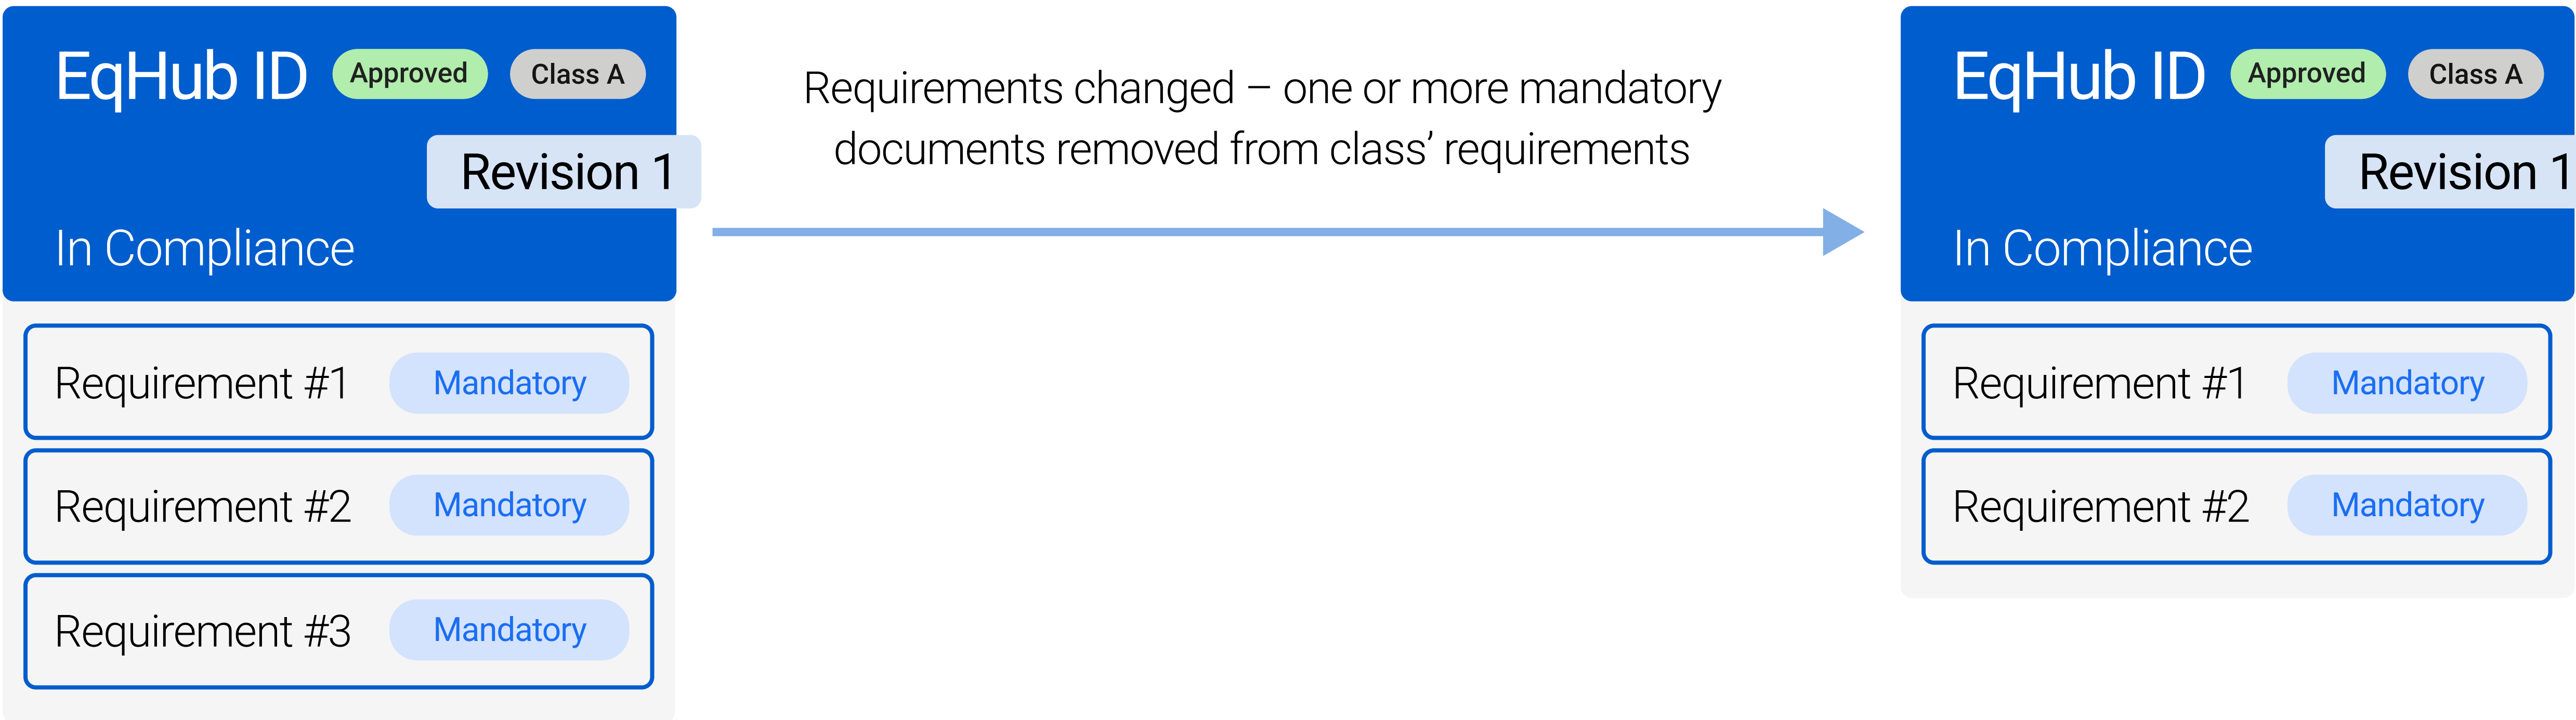 EqHub ID Approved Class A
Revision 1
In Compliance
Requirement #1 Mandatory
Requirement #2 Mandatory
Requirement #3 Mandatory
Requirements changed – one or more mandatory
documents removed from class’ requirements
EqHub ID Approved Class A
Revision 1
In Compliance
Requirement #1 Mandatory
Requirement #2 Mandatory